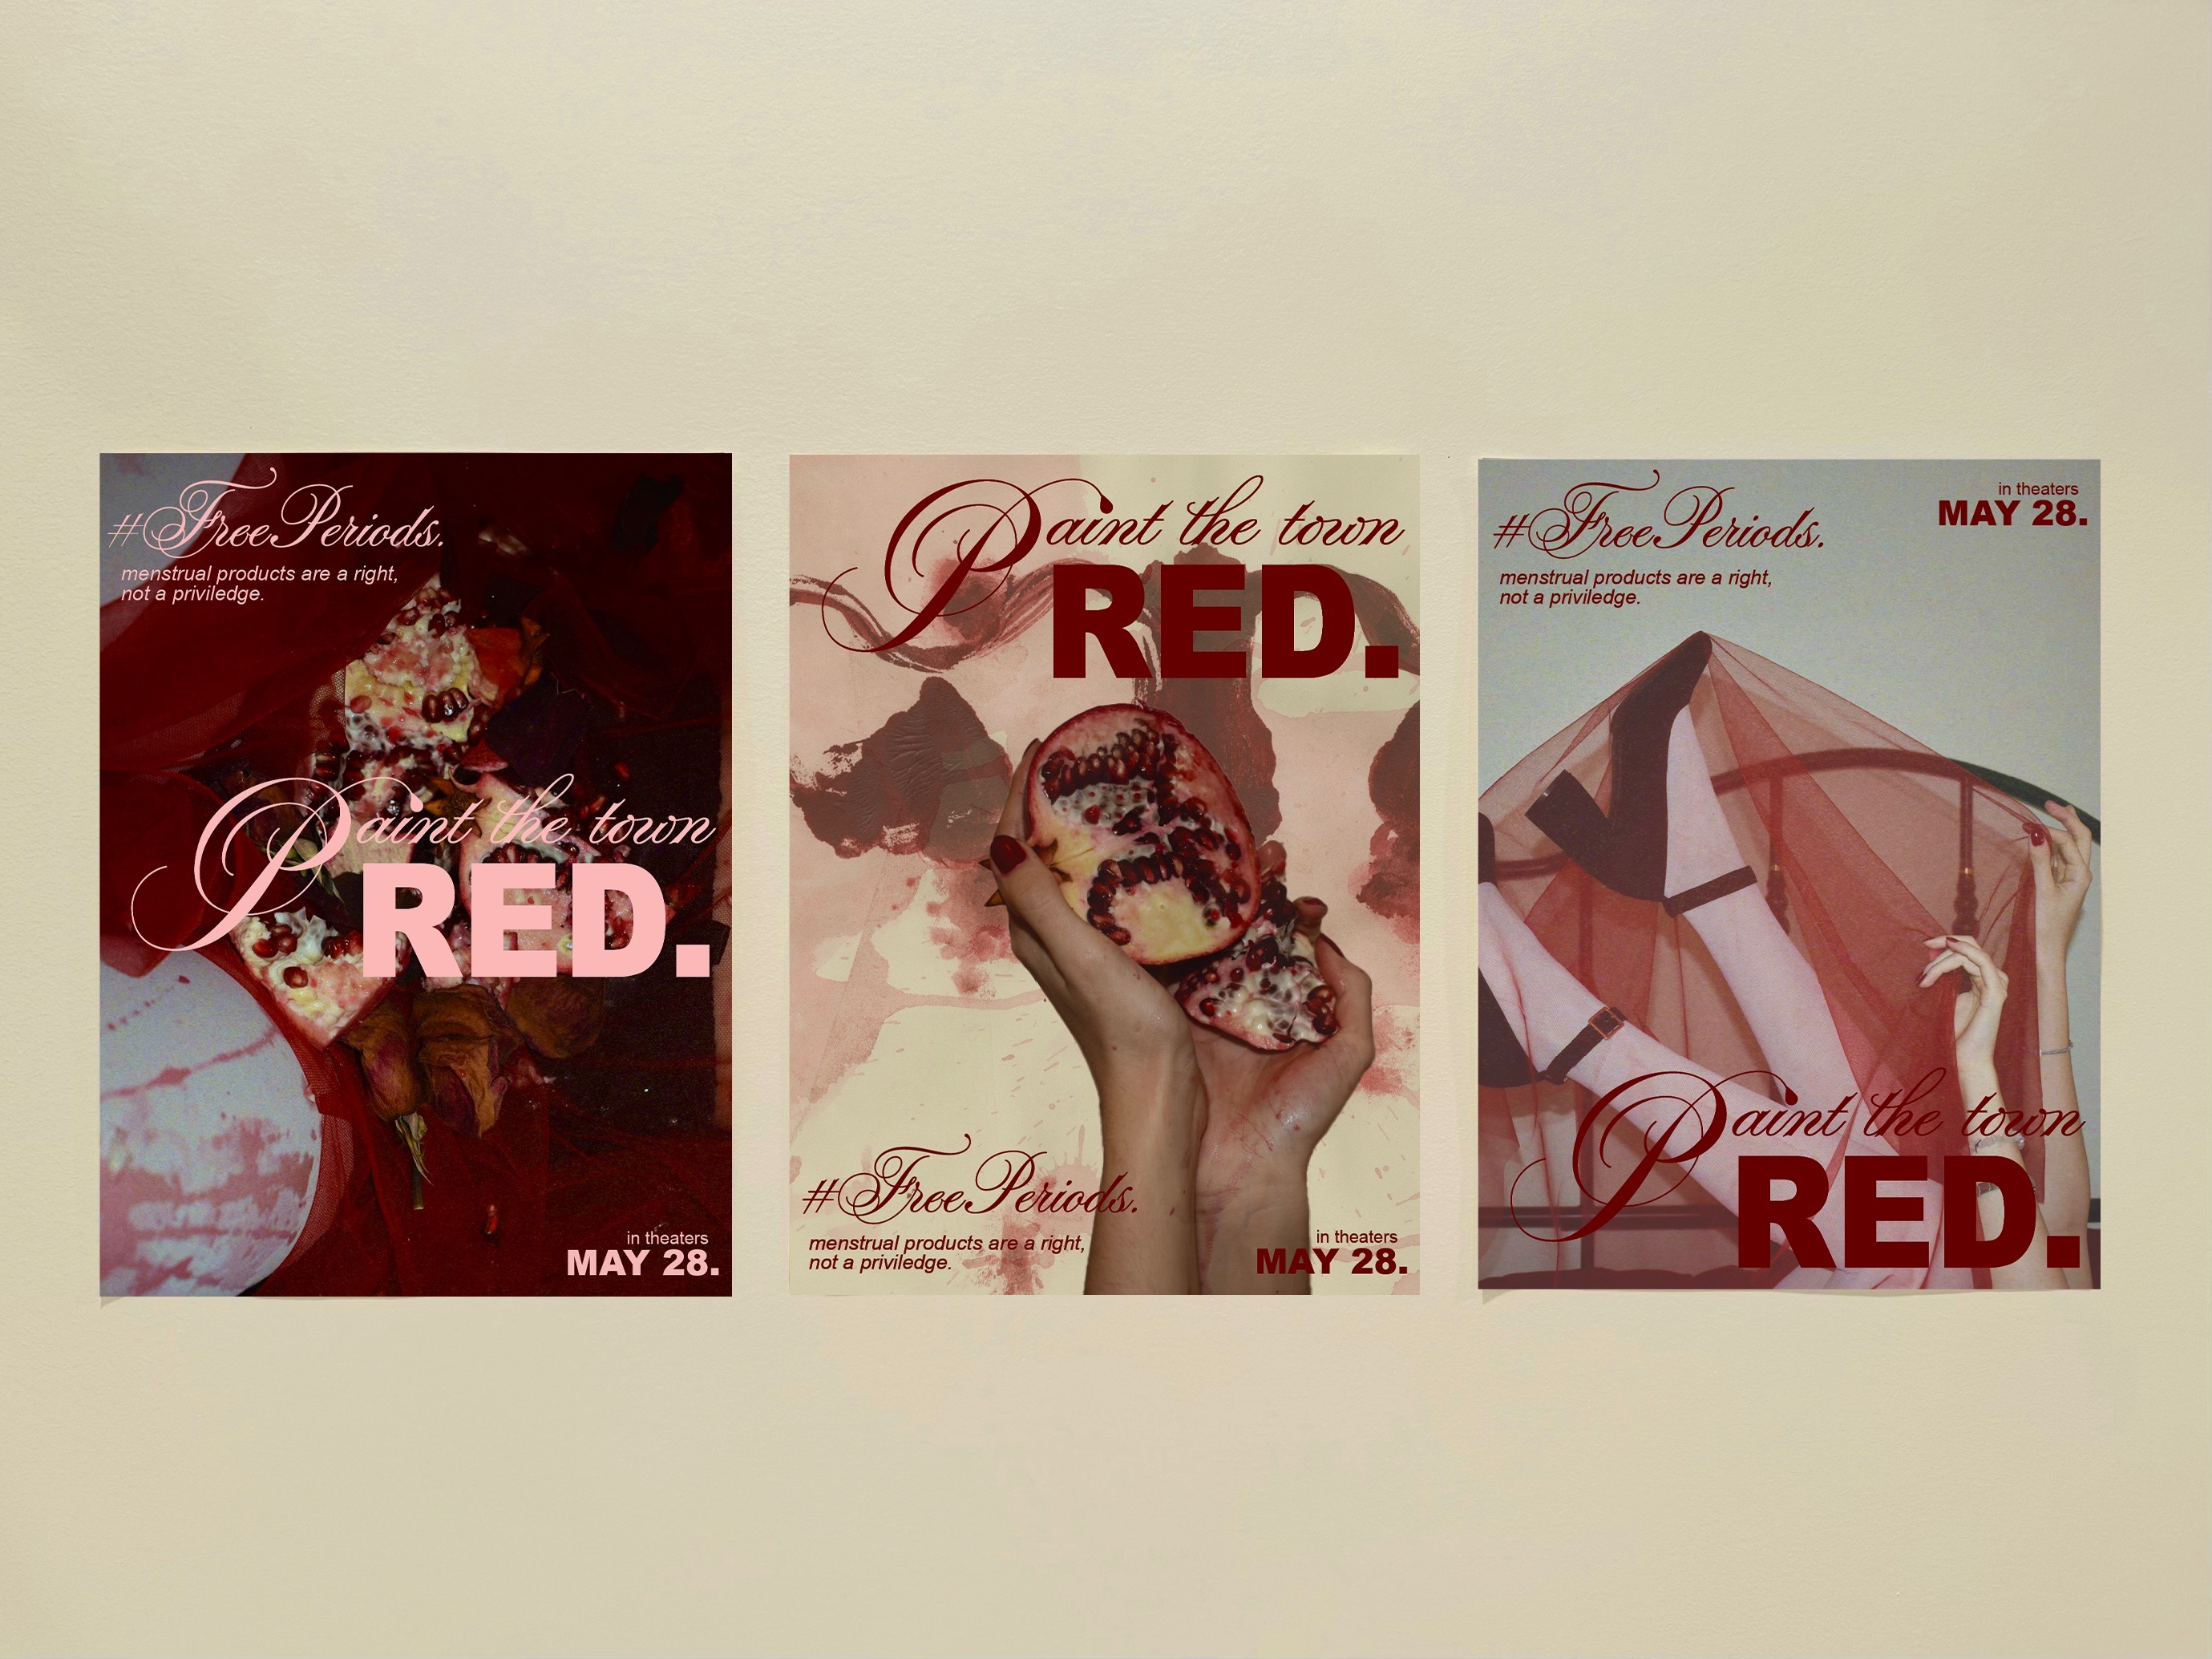 #FreePeriods.
menstrual products are a right,
not a priviledge.
Paint the town
RED.
in theaters
MAY 28.
Paint the town
RED.
#FreePeriods.
menstrual products are a right,
not a priviledge.
in theaters
MAY 28.
#FreePeriods.
menstrual products are a right,
not a priviledge.
in theaters
MAY 28.
Paint the town
RED.